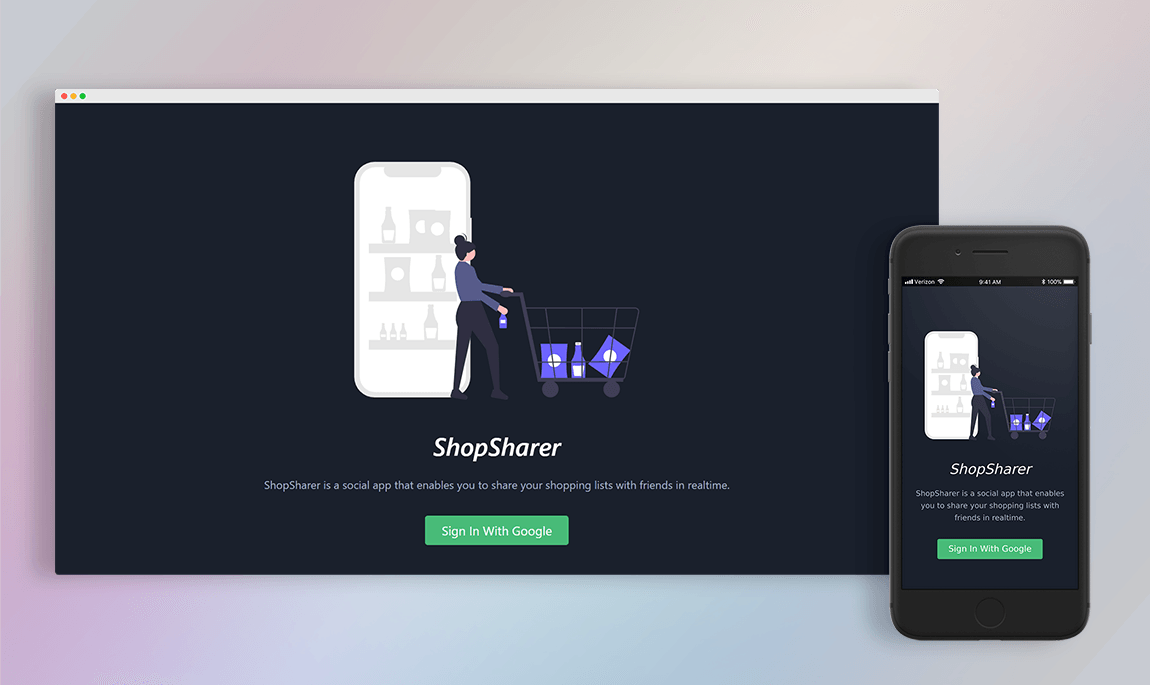 ShopSharer
ShopSharer is a social app that enables you to share your shopping lists with friends in realtime.
Sign In With Google
Verizon 9:41 AM 100%
ShopSharer
ShopSharer is a social app that enables
you to share your shopping lists with
friends in realtime.
Sign In With Google